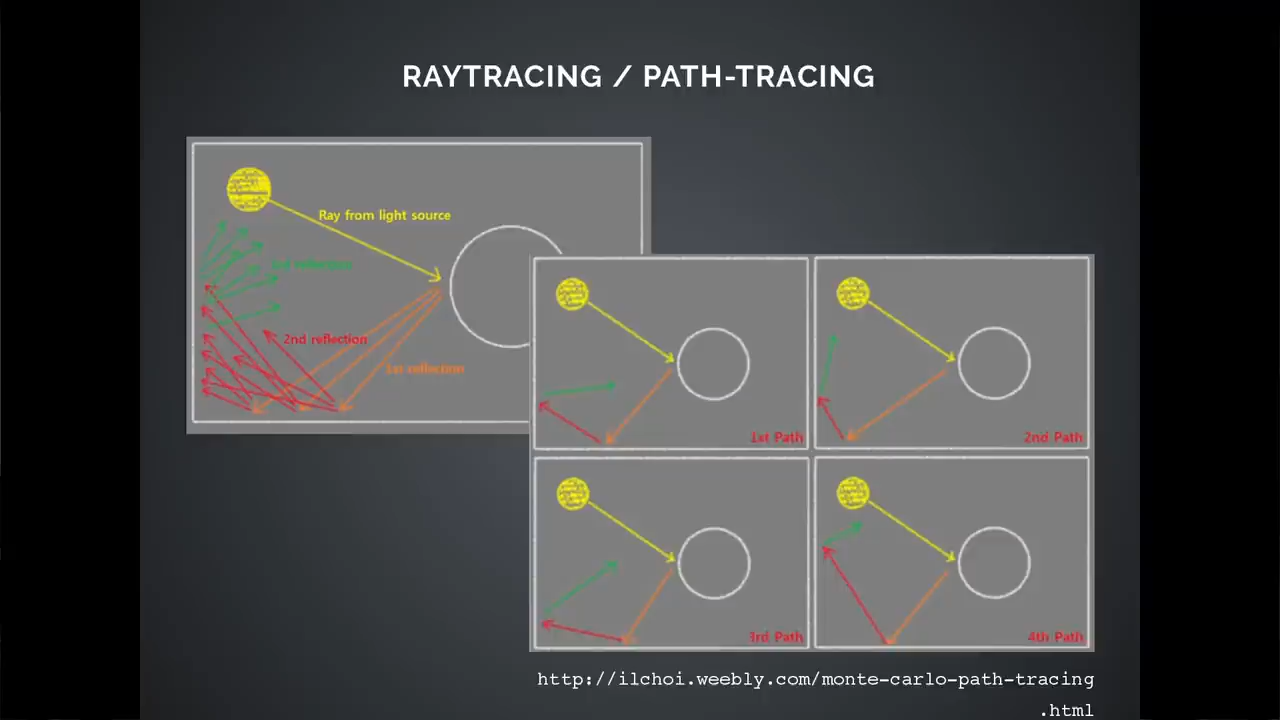 RAYTRACING / PATH-TRACING
Ray from light source
3rd reflection
2nd reflection
1st reflection
1st Path
2nd Path
3rd Path
4th Path
http://ilchoi.weebly.com/monte-carlo-path-tracing
.html